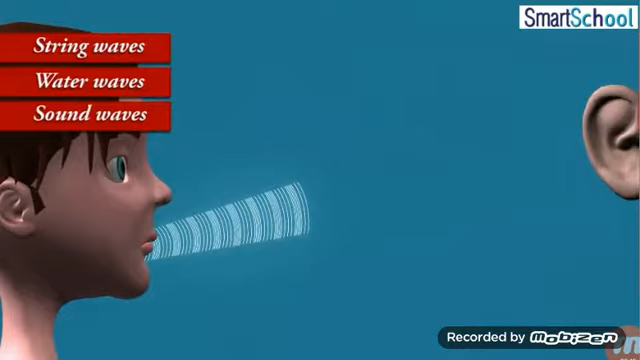 SmartSchool
String waves
Water waves
Sound waves
Recorded by mobizen